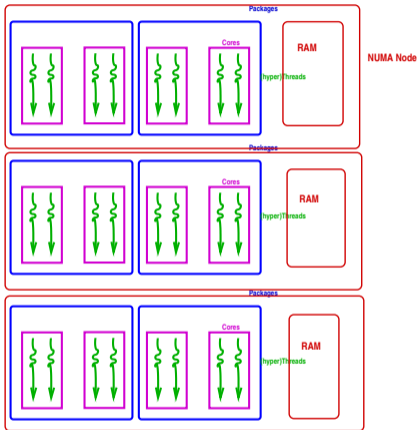 Packages
Cores
RAM
NUMA Node
hyper)Threads
Packages
Cores
RAM
hyper)Threads
Packages
Cores
RAM
hyper)Threads